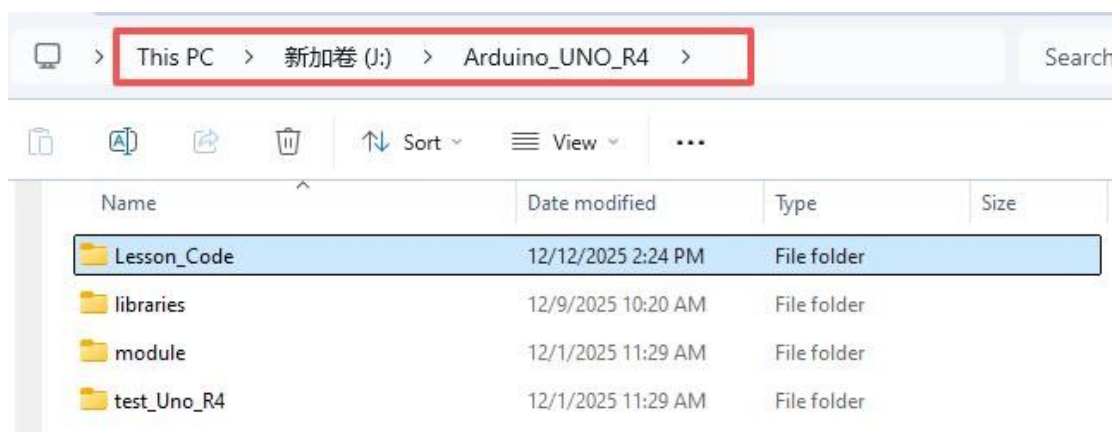 This PC > 新加卷 (J:) > Arduino_UNO_R4 > Search
Sort View ...
Name Date modified Type Size
Lesson_Code 12/12/2025 2:24 PM File folder
libraries 12/9/2025 10:20 AM File folder
module 12/1/2025 11:29 AM File folder
test_Uno_R4 12/1/2025 11:29 AM File folder